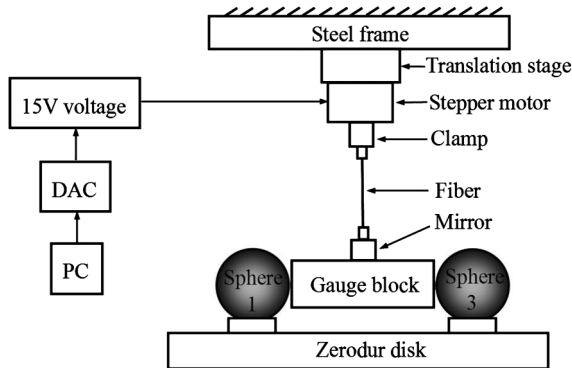 Steel frame
Translation stage
15V voltage
Stepper motor
Clamp
DAC
Fiber
Mirror
PC
Sphere
1
Gauge block
Sphere
3
Zerodur disk